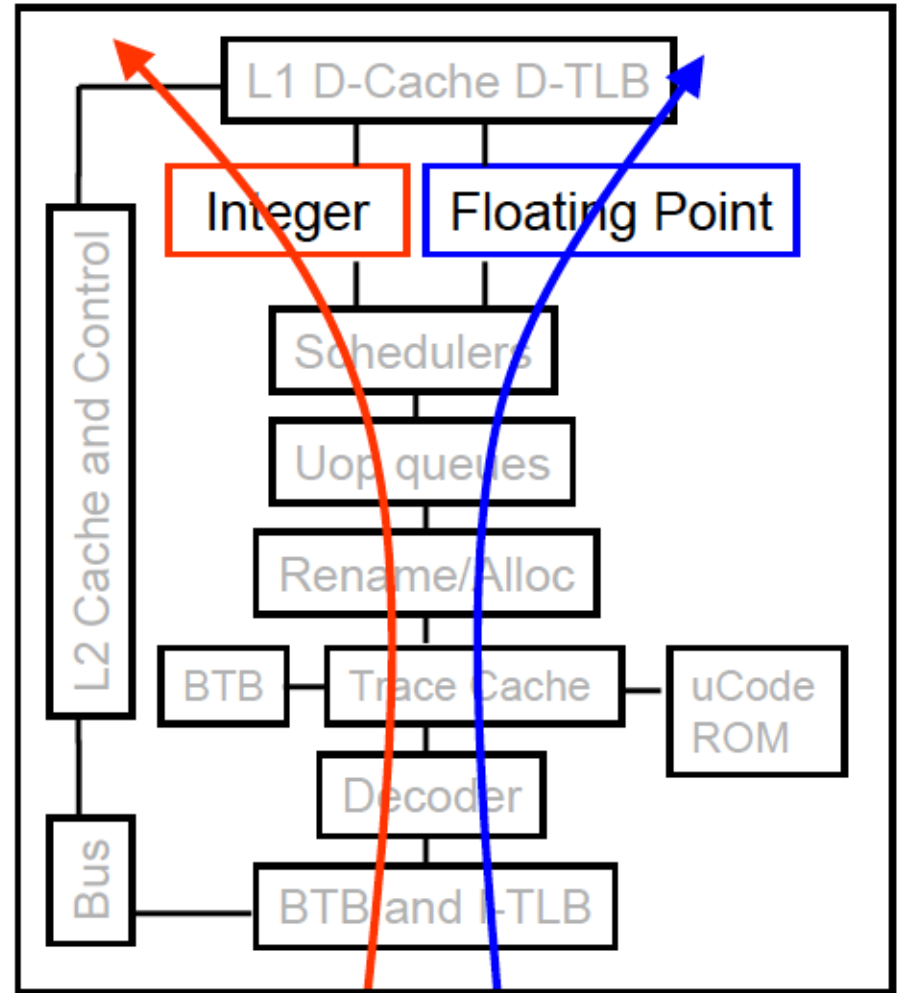 L1 D-Cache D-TLB
Integer
Floating Point
L2 Cache and Control
Schedulers
Uop queues
Rename/Alloc
BTB
Trace Cache
uCode
ROM
Decoder
Bus
BTB and I-TLB